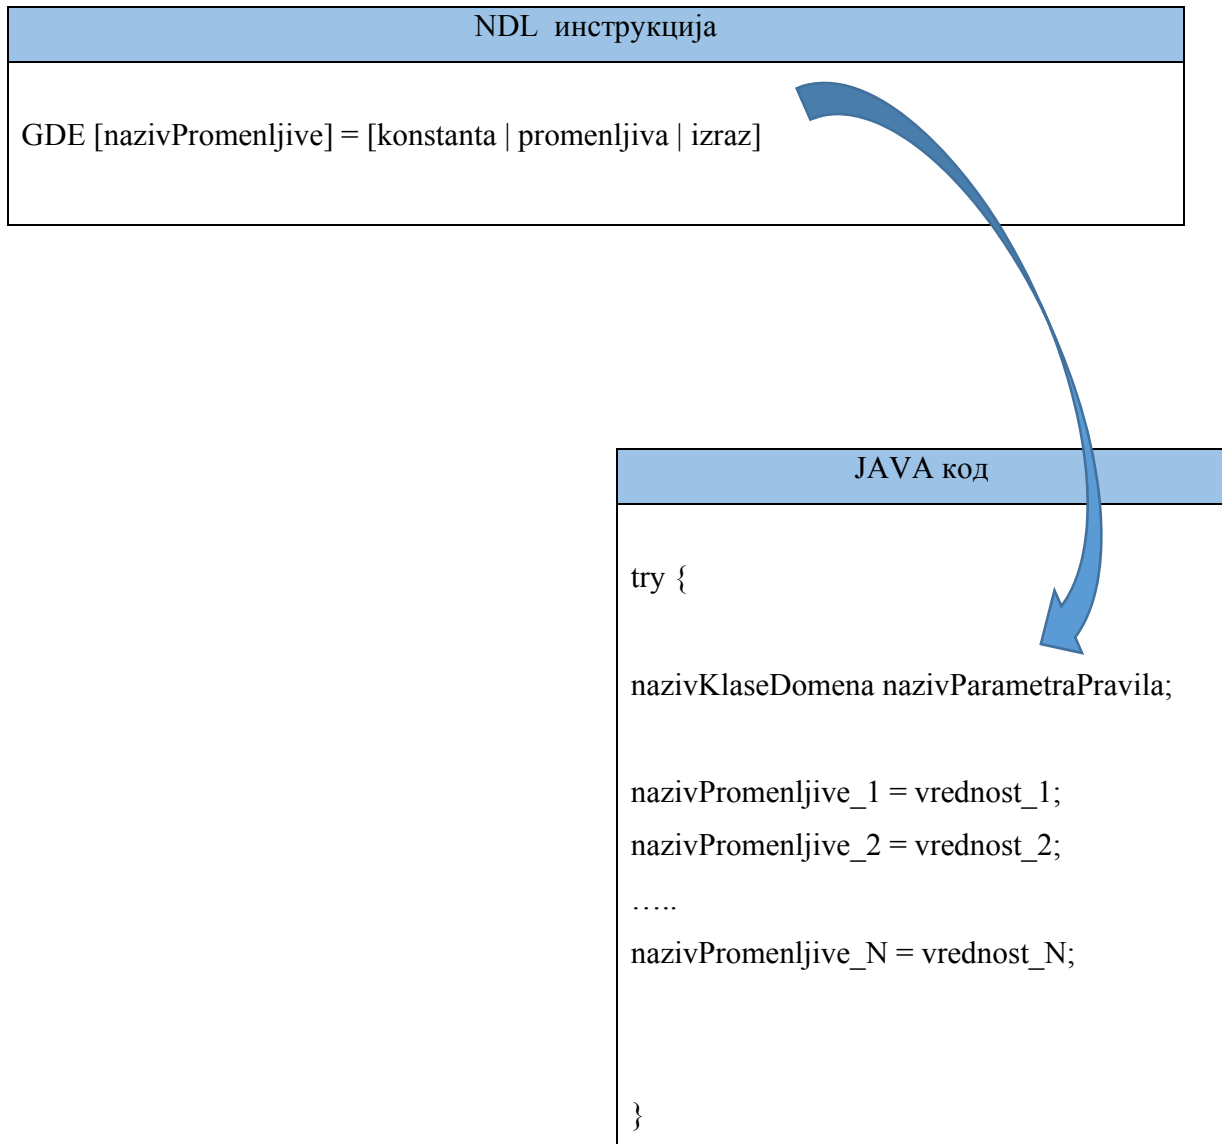 NDL инструкција
GDE [nazivPromenljive] = [konstanta | promenljiva | izraz]
JAVA код
try {
nazivKlaseDomena nazivParametraPravila;
nazivPromenljive_1 = vrednost_1;
nazivPromenljive_2 = vrednost_2;
…..
nazivPromenljive_N = vrednost_N;
}